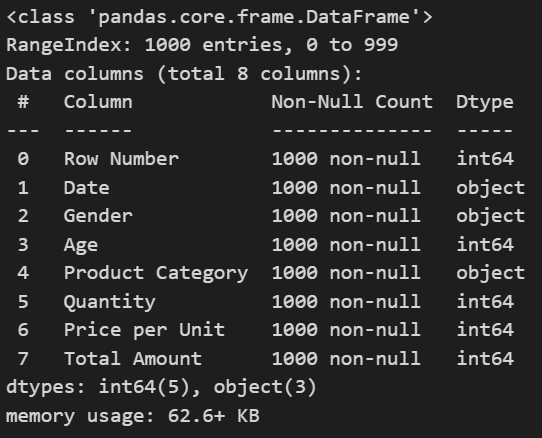 <class 'pandas.core.frame.DataFrame'>
RangeIndex: 1000 entries, 0 to 999
Data columns (total 8 columns):
 #   Column            Non-Null Count  Dtype
---  ------            --------------  -----
 0   Row Number        1000 non-null   int64
 1   Date              1000 non-null   object
 2   Gender            1000 non-null   object
 3   Age               1000 non-null   int64
 4   Product Category  1000 non-null   object
 5   Quantity          1000 non-null   int64
 6   Price per Unit    1000 non-null   int64
 7   Total Amount      1000 non-null   int64
dtypes: int64(5), object(3)
memory usage: 62.6+ KB